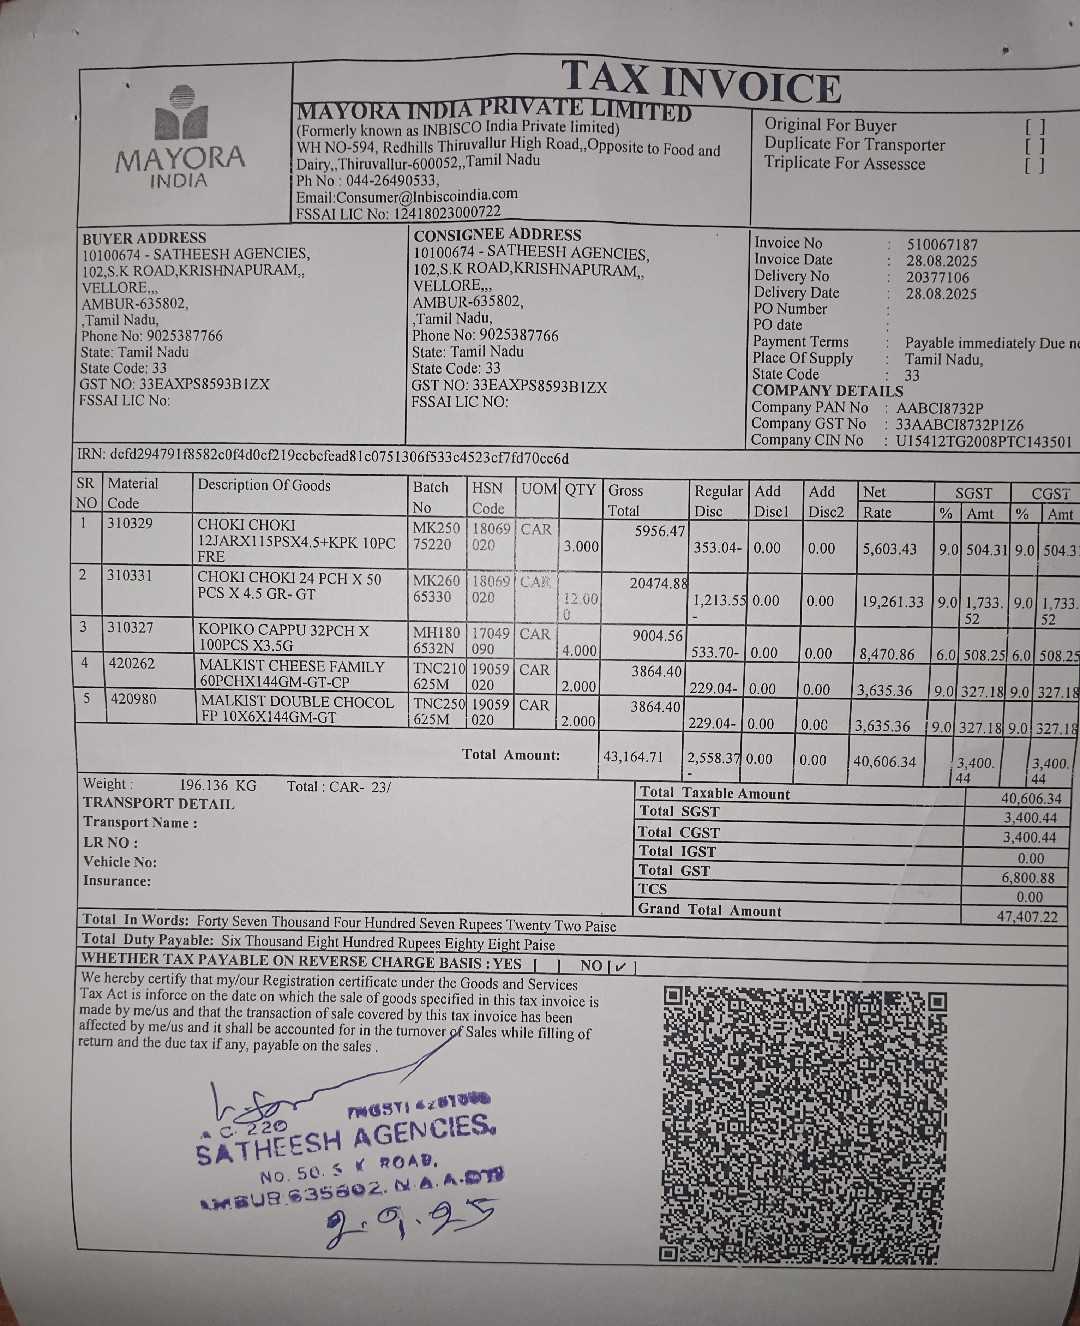 TAX INVOICE
MAYORA
INDIA
MAYORA INDIA PRIVATE LIMITED
(Formerly known as INBISCO India Private limited)
WH NO-594, Redhills Thiruvallur High Road,,Opposite to Food and
Dairy,,Thiruvallur-600052,,Tamil Nadu
Ph No : 044-26490533,
Email:Consumer@Inbiscoindia.com
FSSAI LIC No: 12418023000722
Original For Buyer [ ]
Duplicate For Transporter [ ]
Triplicate For Assessce [ ]
BUYER ADDRESS
10100674 - SATHEESH AGENCIES,
102,S.K ROAD,KRISHNAPURAM,,
VELLORE,,,
AMBUR-635802,
,Tamil Nadu,
Phone No: 9025387766
State: Tamil Nadu
State Code: 33
GST NO: 33EAXPS8593B1ZX
FSSAI LIC No:
CONSIGNEE ADDRESS
10100674 - SATHEESH AGENCIES,
102,S.K ROAD,KRISHNAPURAM,,
VELLORE,,,
AMBUR-635802,
,Tamil Nadu,
Phone No: 9025387766
State: Tamil Nadu
State Code: 33
GST NO: 33EAXPS8593B1ZX
FSSAI LIC NO:
Invoice No : 510067187
Invoice Date : 28.08.2025
Delivery No : 20377106
Delivery Date : 28.08.2025
PO Number :
PO date :
Payment Terms : Payable immediately Due
Place Of Supply : Tamil Nadu,
State Code : 33
COMPANY DETAILS
Company PAN No : AABCI8732P
Company GST No : 33AABCI8732P1Z6
Company CIN No : U15412TG2008PTC143501
IRN: dcfd294791f8582c0f4d0cf219ccbcfcad81c0751306f533c4523cf7fd70cc6d
SR Material Description Of Goods Batch HSN UOM QTY Gross Regular Add Add Net SGST CGST
NO Code No Code Total Disc Disc1 Disc2 Rate % Amt % Amt
1 310329 CHOKI CHOKI MK250 18069 CAR 5956.47
12JARX115PSX4.5+KPK 10PC 75220 020 3.000 353.04- 0.00 0.00 5,603.43 9.0 504.31 9.0 504.3
FRE
2 310331 CHOKI CHOKI 24 PCH X 50 MK260 18069 CAR 20474.88
PCS X 4.5 GR- GT 65330 020 12.00 1,213.55 0.00 0.00 19,261.33 9.0 1,733. 9.0 1,733.
0 - 52 52
3 310327 KOPIKO CAPPU 32PCH X MH180 17049 CAR 9004.56
100PCS X3.5G 6532N 090 4.000 533.70- 0.00 0.00 8,470.86 6.0 508.25 6.0 508.25
4 420262 MALKIST CHEESE FAMILY TNC210 19059 CAR 3864.40
60PCHX144GM-GT-CP 625M 020 2.000 229.04- 0.00 0.00 3,635.36 9.0 327.18 9.0 327.18
5 420980 MALKIST DOUBLE CHOCOL TNC250 19059 CAR 3864.40
FP 10X6X144GM-GT 625M 020 2.000 229.04- 0.00 0.00 3,635.36 9.0 327.18 9.0 327.18
Total Amount: 43,164.71 2,558.37 0.00 0.00 40,606.34 3,400. 3,400.
- 44 44
Weight : 196.136 KG Total : CAR- 23/
TRANSPORT DETAIL
Transport Name :
LR NO :
Vehicle No:
Insurance:
Total Taxable Amount 40,606.34
Total SGST 3,400.44
Total CGST 3,400.44
Total IGST 0.00
Total GST 6,800.88
TCS 0.00
Grand Total Amount 47,407.22
Total In Words: Forty Seven Thousand Four Hundred Seven Rupees Twenty Two Paise
Total Duty Payable: Six Thousand Eight Hundred Rupees Eighty Eight Paise
WHETHER TAX PAYABLE ON REVERSE CHARGE BASIS : YES [ ] NO [✓]
We hereby certify that my/our Registration certificate under the Goods and Services
Tax Act is inforce on the date on which the sale of goods specified in this tax invoice is
made by me/us and that the transaction of sale covered by this tax invoice has been
affected by me/us and it shall be accounted for in the turnover of Sales while filling of
return and the due tax if any, payable on the sales .
A C. 220
SATHEESH AGENCIES,
No. 50. S K ROAD,
AMBUR.635802. N.A.A.DT
2.9.25